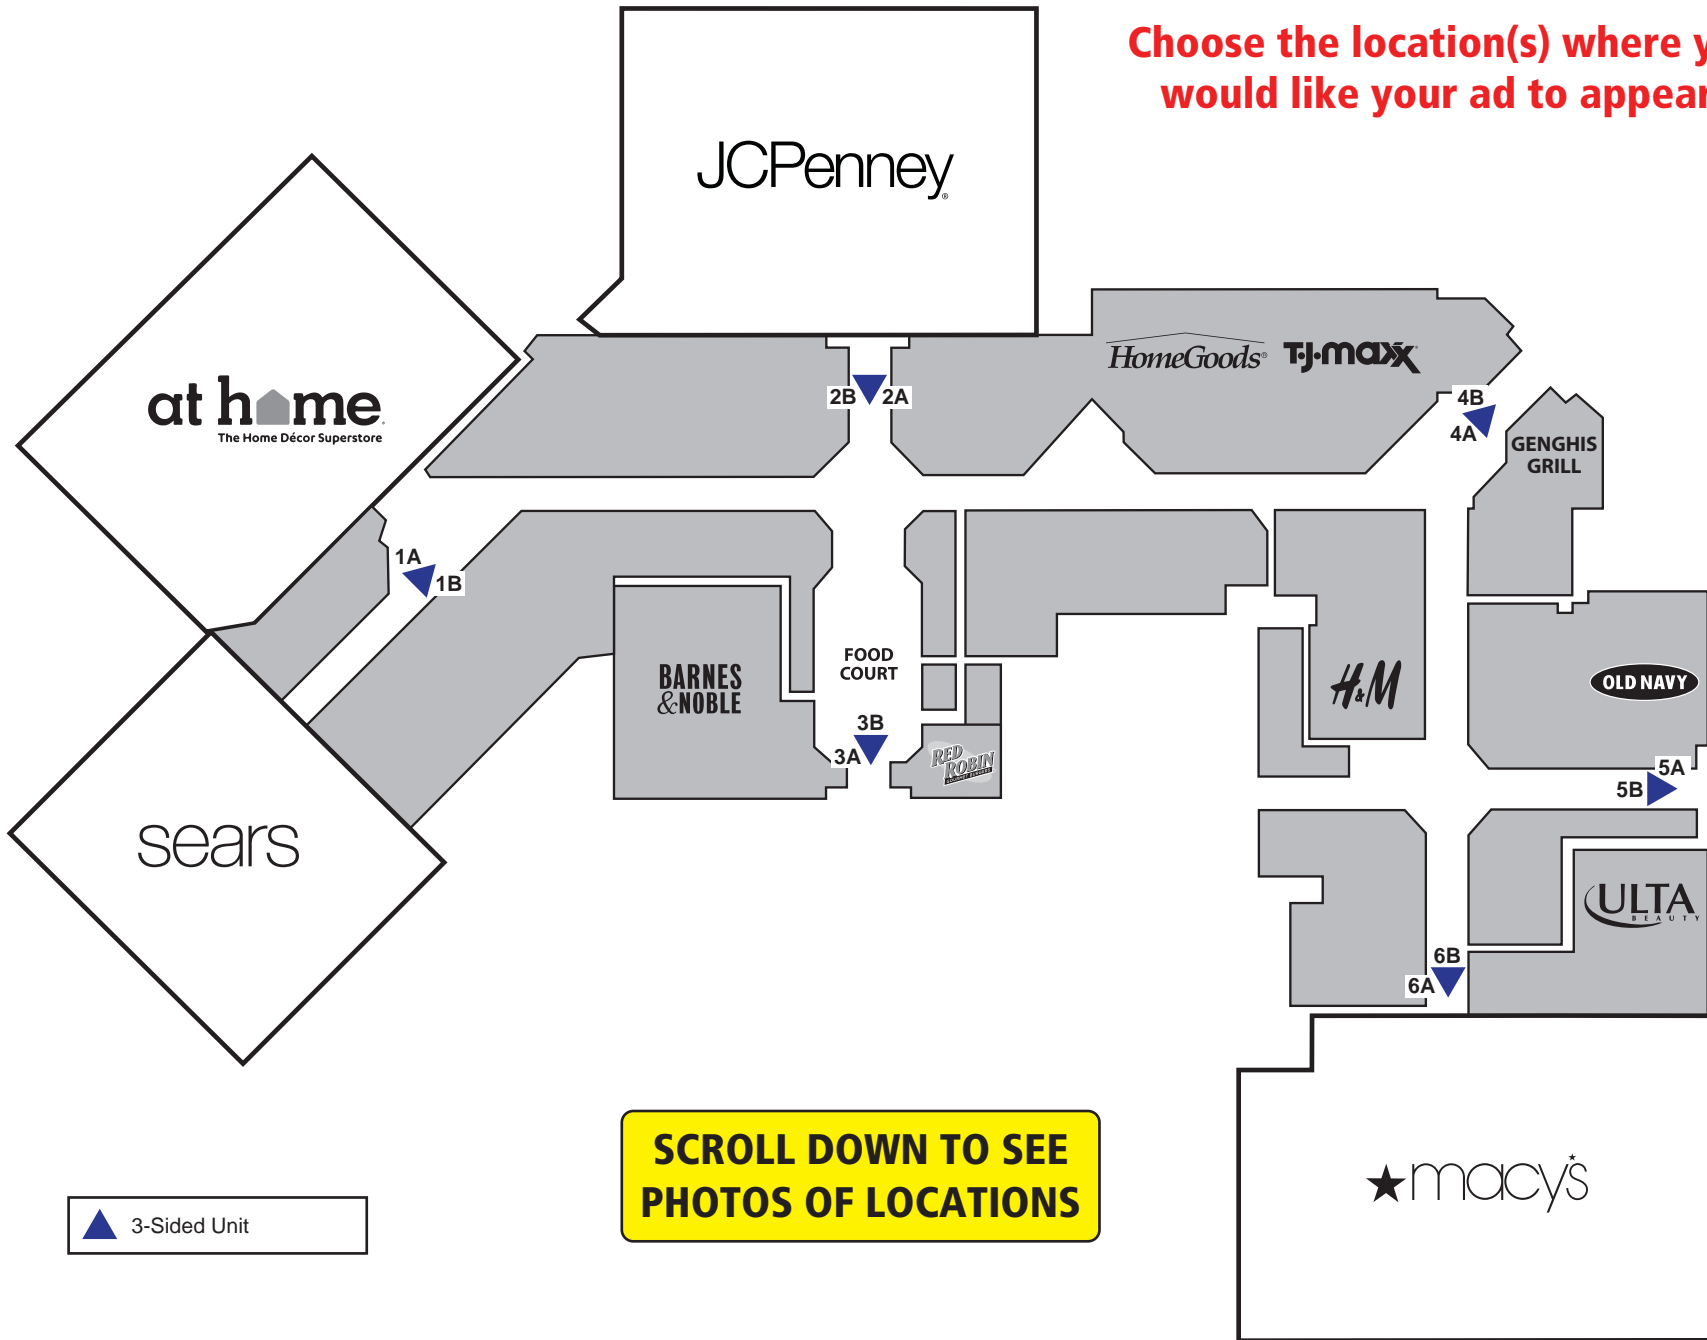 Choose the location(s) where y
would like your ad to appear
JCPenney®
at home
The Home Décor Superstore
HomeGoods®
T·J·maxx
2B
2A
4B
4A
GENGHIS
GRILL
1A
1B
BARNES
&NOBLE
FOOD
COURT
H&M
OLD NAVY
3B
3A
RED
ROBIN
5A
5B
sears
ULTA
BEAUTY
6B
6A
SCROLL DOWN TO SEE
PHOTOS OF LOCATIONS
macy's
3-Sided Unit